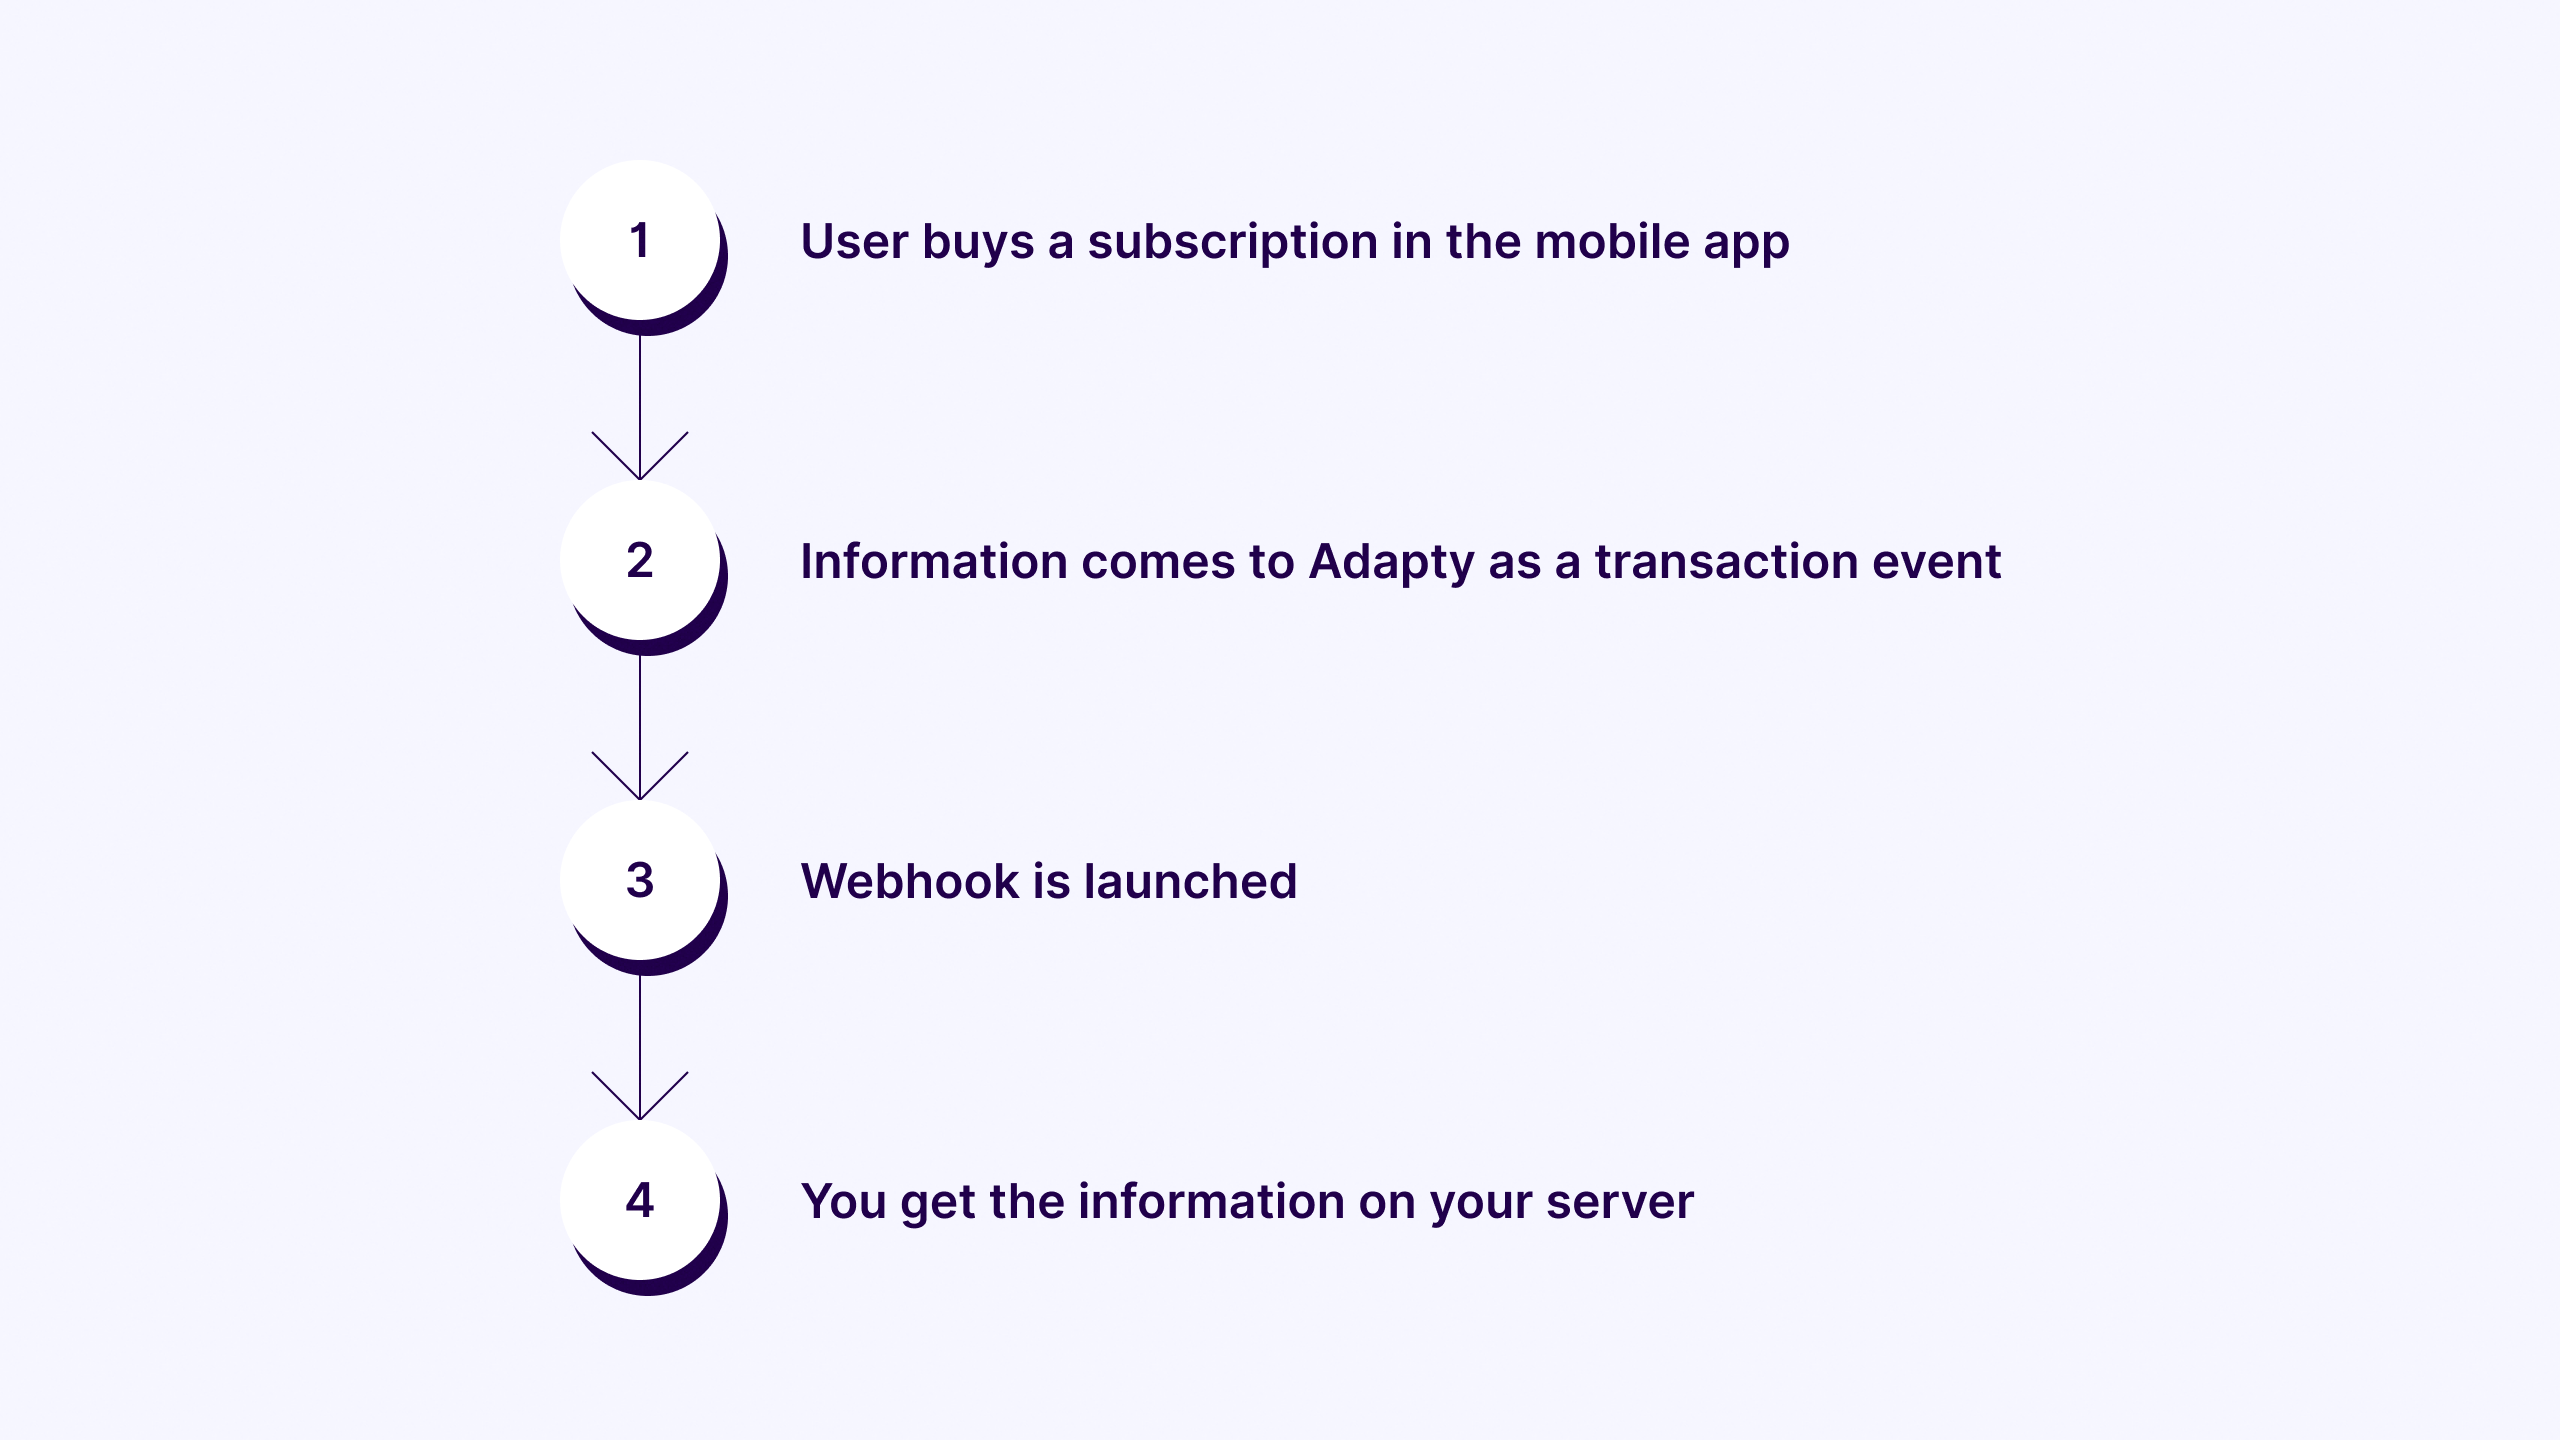 1
User buys a subscription in the mobile app
2
Information comes to Adapty as a transaction event
3
Webhook is launched
4
You get the information on your server